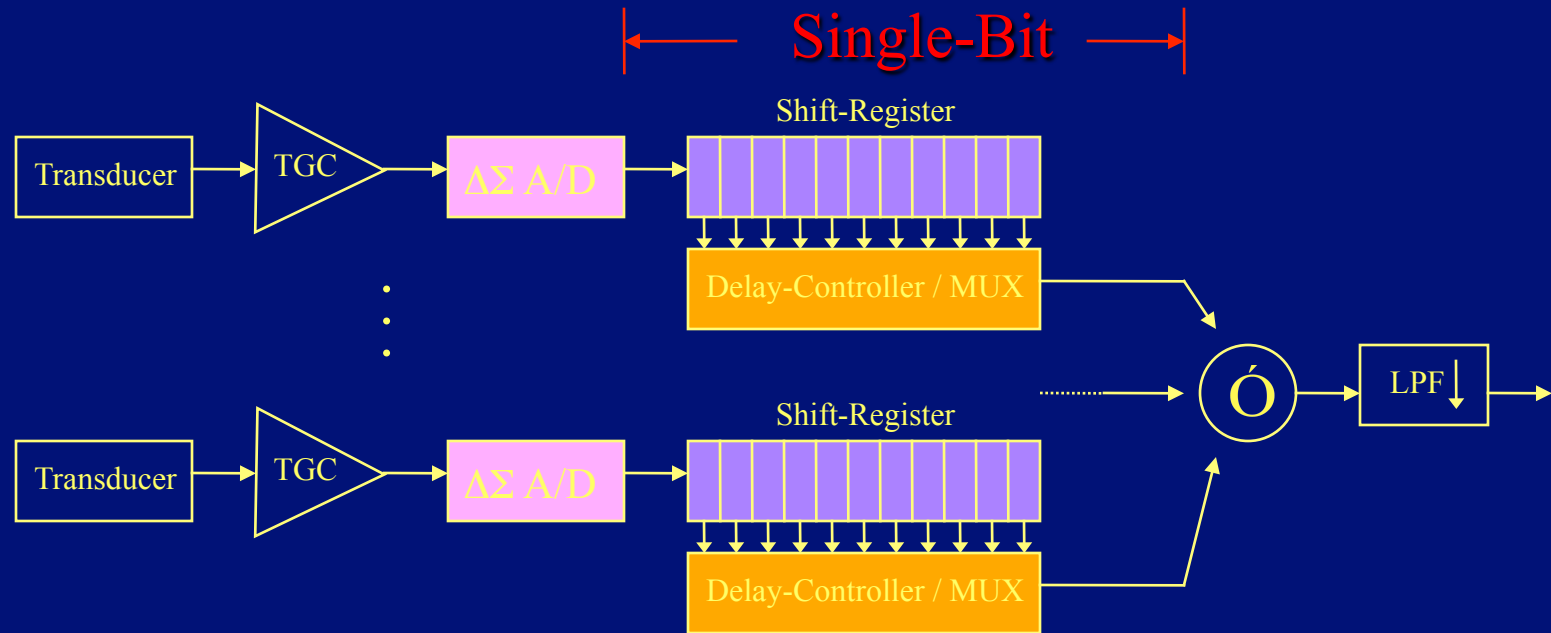 Single-Bit
Shift-Register
Transducer
TGC
ΔΣ A/D
Delay-Controller / MUX
Ó
LPF
Shift-Register
Transducer
TGC
ΔΣ A/D
Delay-Controller / MUX